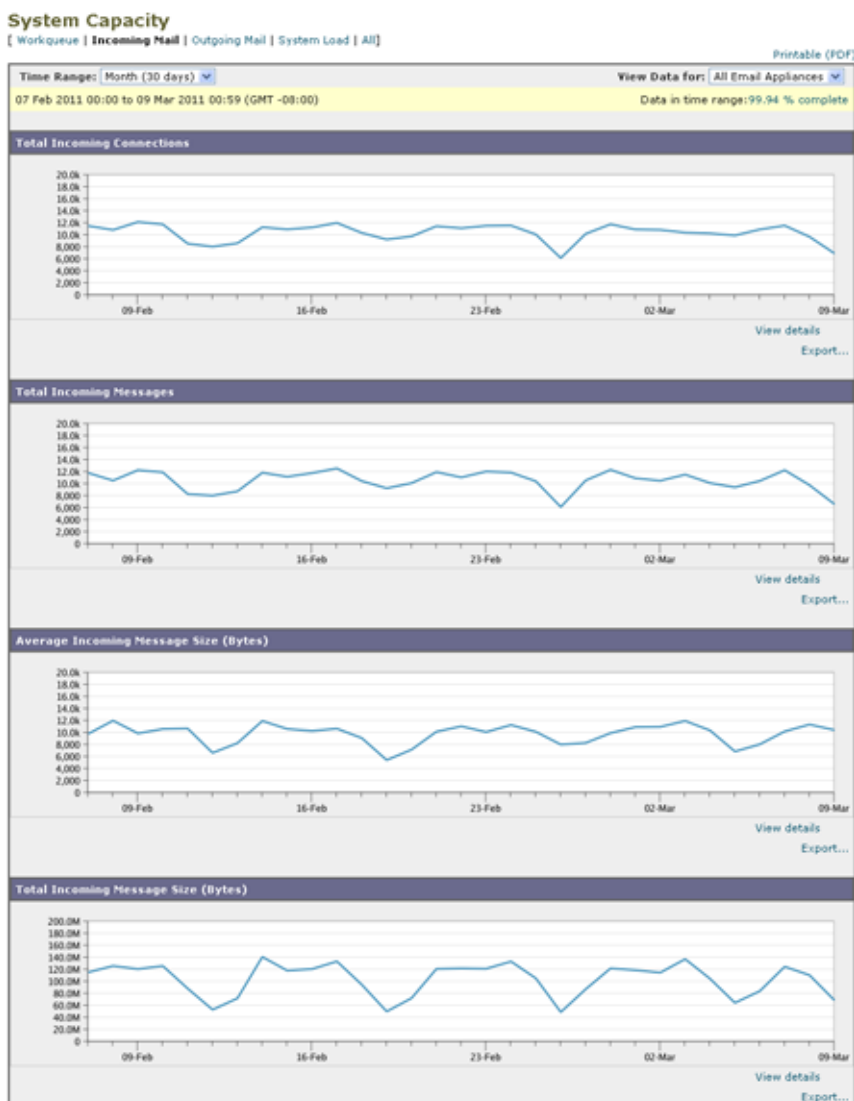 System Capacity
[ Workqueue | Incoming Mail | Outgoing Mail | System Load | All]
Printable (PDF)
Time Range: Month (30 days) View Data for: All Email Appliances
07 Feb 2011 00:00 to 09 Mar 2011 00:59 (GMT -08:00) Data in time range:99.94 % complete
Total Incoming Connections
20.0k
18.0k
16.0k
14.0k
12.0k
10.0k
8,000
6,000
4,000
2,000
0
09-Feb 16-Feb 23-Feb 02-Mar 09-Mar
View details
Export...
Total Incoming Messages
20.0k
18.0k
16.0k
14.0k
12.0k
10.0k
8,000
6,000
4,000
2,000
0
09-Feb 16-Feb 23-Feb 02-Mar 09-Mar
View details
Export...
Average Incoming Message Size (Bytes)
20.0k
18.0k
16.0k
14.0k
12.0k
10.0k
8,000
6,000
4,000
2,000
0
09-Feb 16-Feb 23-Feb 02-Mar 09-Mar
View details
Export...
Total Incoming Message Size (Bytes)
200.0M
180.0M
160.0M
140.0M
120.0M
100.0M
80.0M
60.0M
40.0M
20.0M
0
09-Feb 16-Feb 23-Feb 02-Mar 09-Mar
View details
Export...